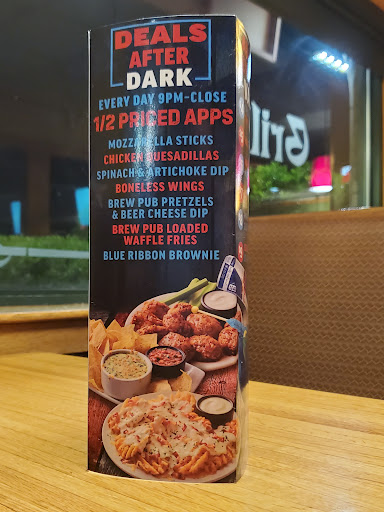 DEALS
AFTER
DARK
EVERY DAY 9PM-CLOSE
1/2 PRICED APPS
MOZZARELLA STICKS
CHICKEN QUESADILLAS
SPINACH & ARTICHOKE DIP
BONELESS WINGS
BREW PUB PRETZELS
& BEER CHEESE DIP
BREW PUB LOADED
WAFFLE FRIES
BLUE RIBBON BROWNIE
Gril